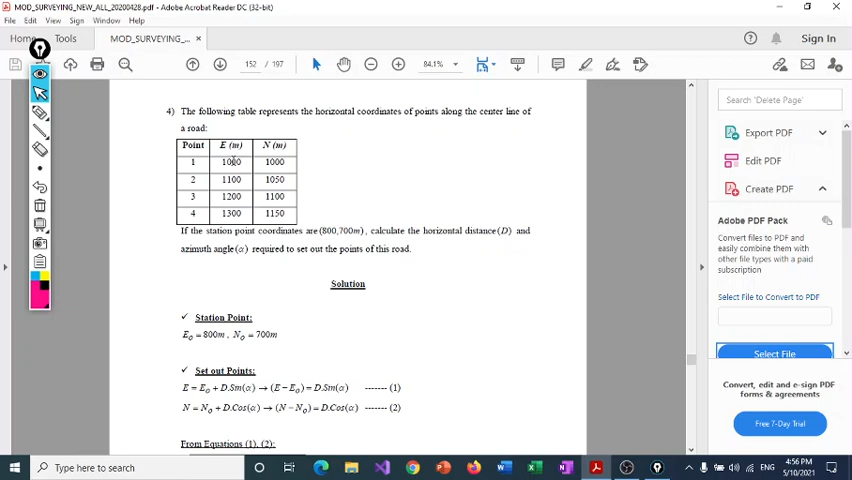 MOD_SURVEYING_NEW_ALL_20200428.pdf - Adobe Acrobat Reader DC (32-bit)
File Edit View Sign Window Help
Home Tools MOD_SURVEYING_... × Sign In
152 / 197 84.1%
4) The following table represents the horizontal coordinates of points along the center line of
a road:
Point E (m) N (m)
1 1000 1000
2 1100 1050
3 1200 1100
4 1300 1150
If the station point coordinates are (800,700m), calculate the horizontal distance (D) and
azimuth angle (α) required to set out the points of this road.
Solution
✓ Station Point:
E_O = 800m , N_O = 700m
✓ Set out Points:
E = E_O + D.Sin(α) → (E − E_O) = D.Sin(α) ------- (1)
N = N_O + D.Cos(α) → (N − N_O) = D.Cos(α) ------- (2)
From Equations (1), (2):
Search 'Delete Page'
Export PDF
Edit PDF
Create PDF
Adobe PDF Pack
Convert files to PDF and
easily combine them with
other file types with a paid
subscription
Select File to Convert to PDF
Select File
Convert, edit and e-sign PDF
forms & agreements
Free 7-Day Trial
Type here to search
ENG
4:56 PM
5/10/2021